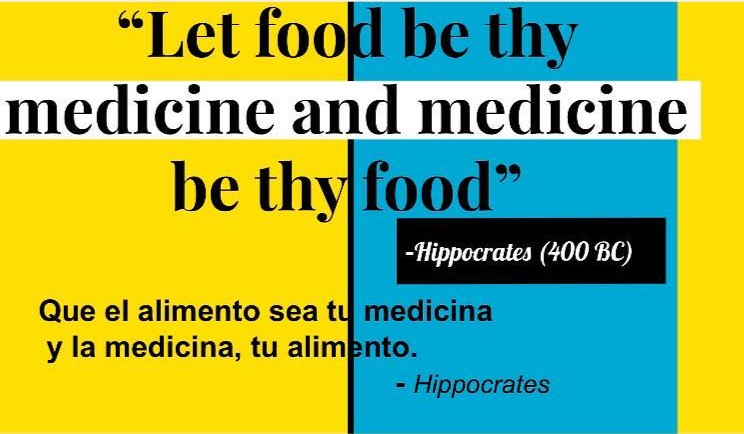 “Let food be thy
medicine and medicine
be thy food”
-Hippocrates (400 BC)
Que el alimento sea tu medicina
y la medicina, tu alimento.
- Hippocrates